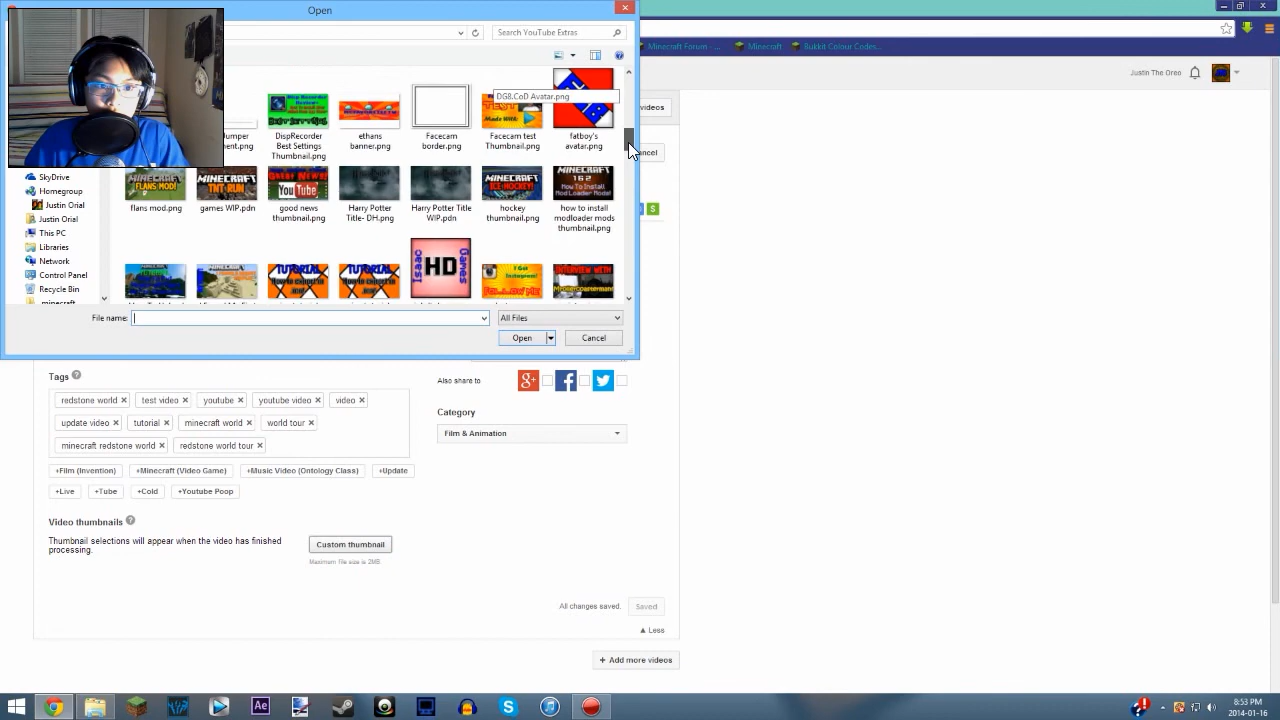 Open
Search YouTube Extras
Minecraft Forum - ...
Minecraft
Bukkit Colour Codes...
Justin The Oreo
videos
DG8.CoD Avatar.png
DispRecorder Best Settings Thumbnail.png
ethans banner.png
Facecam border.png
Facecam test Thumbnail.png
fatboy's avatar.png
SkyDrive
Homegroup
Justin Orial
Justin Orial
This PC
Libraries
Network
Control Panel
Recycle Bin
.minecraft
flans mod.png
games WIP.pdn
good news thumbnail.png
Harry Potter Title- DH.png
Harry Potter Title WIP.pdn
hockey thumbnail.png
how to install modloader mods thumbnail.png
File name:
All Files
Open
Cancel
Tags
redstone world
test video
youtube
youtube video
video
update video
tutorial
minecraft world
world tour
minecraft redstone world
redstone world tour
+Film (Invention)
+Minecraft (Video Game)
+Music Video (Ontology Class)
+Update
+Live
+Tube
+Cold
+Youtube Poop
Also share to
Category
Film & Animation
Video thumbnails
Thumbnail selections will appear when the video has finished
processing.
Custom thumbnail
Maximum file size is 2MB
All changes saved.
Saved
Less
+ Add more videos
8:53 PM
2014-01-16